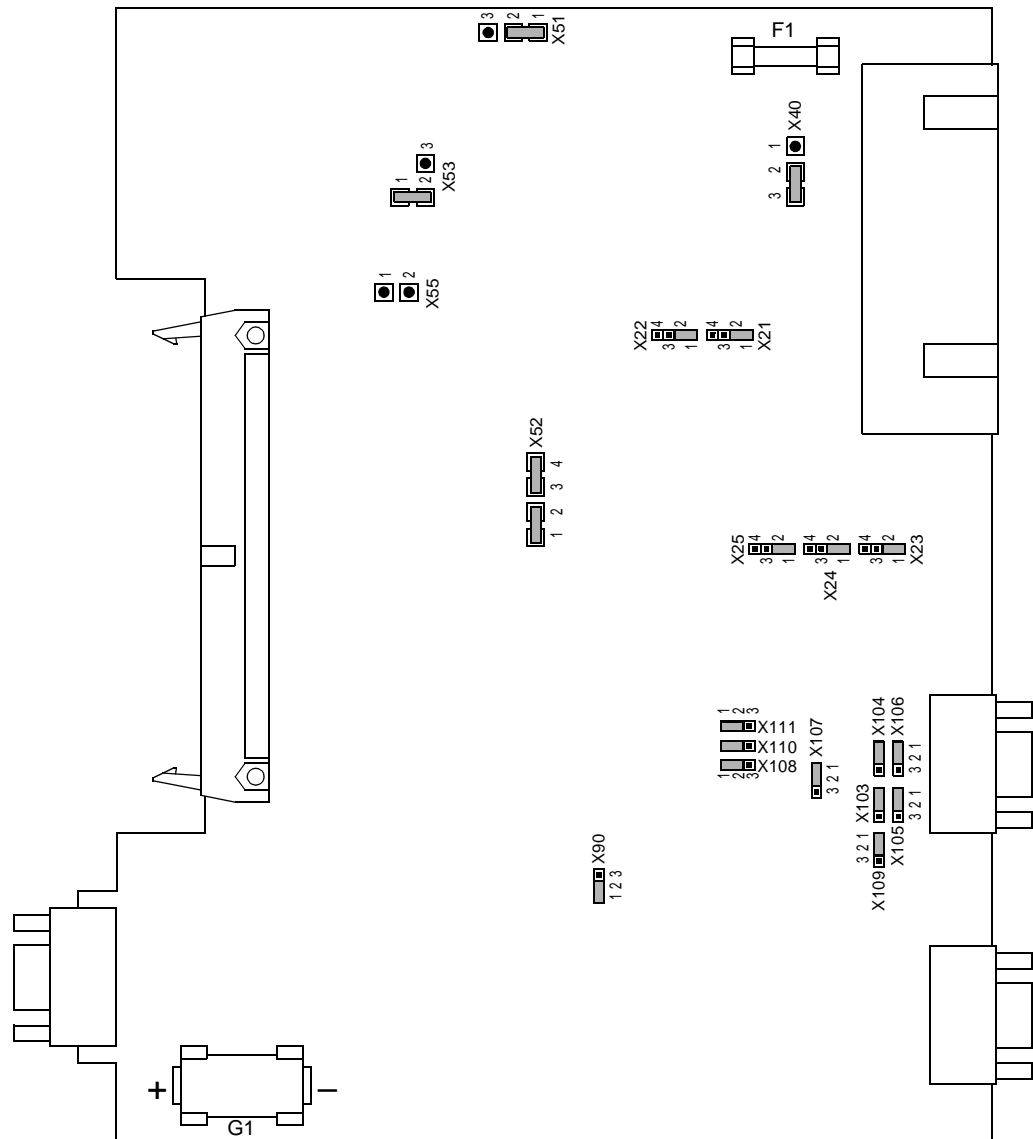 3 2 1 X51
F1
X40
1
2
3
3
1 2
X53
1 2
X55
X22 4 2
3 1
4 2
3 1 X21
X52
4
3
2
1
X25 4 2
3 1
4 2
3 1
X24
4 2
3 1 X23
1 2 3
X111
X110
X108
1 2 3
X107
3 2 1
X104
X106
3 2 1
X103
3 2 1
X105
3 2 1
X109
X90
1 2 3
+
–
G1